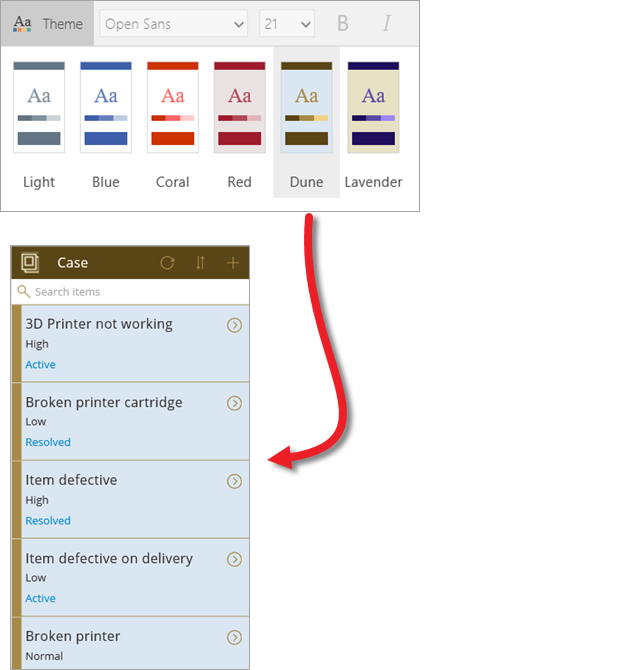 Aa Theme Open Sans 21 B I
Aa Aa Aa Aa Aa Aa
Light Blue Coral Red Dune Lavender
Case
Search items
3D Printer not working
High
Active
Broken printer cartridge
Low
Resolved
Item defective
High
Resolved
Item defective on delivery
Low
Active
Broken printer
Normal